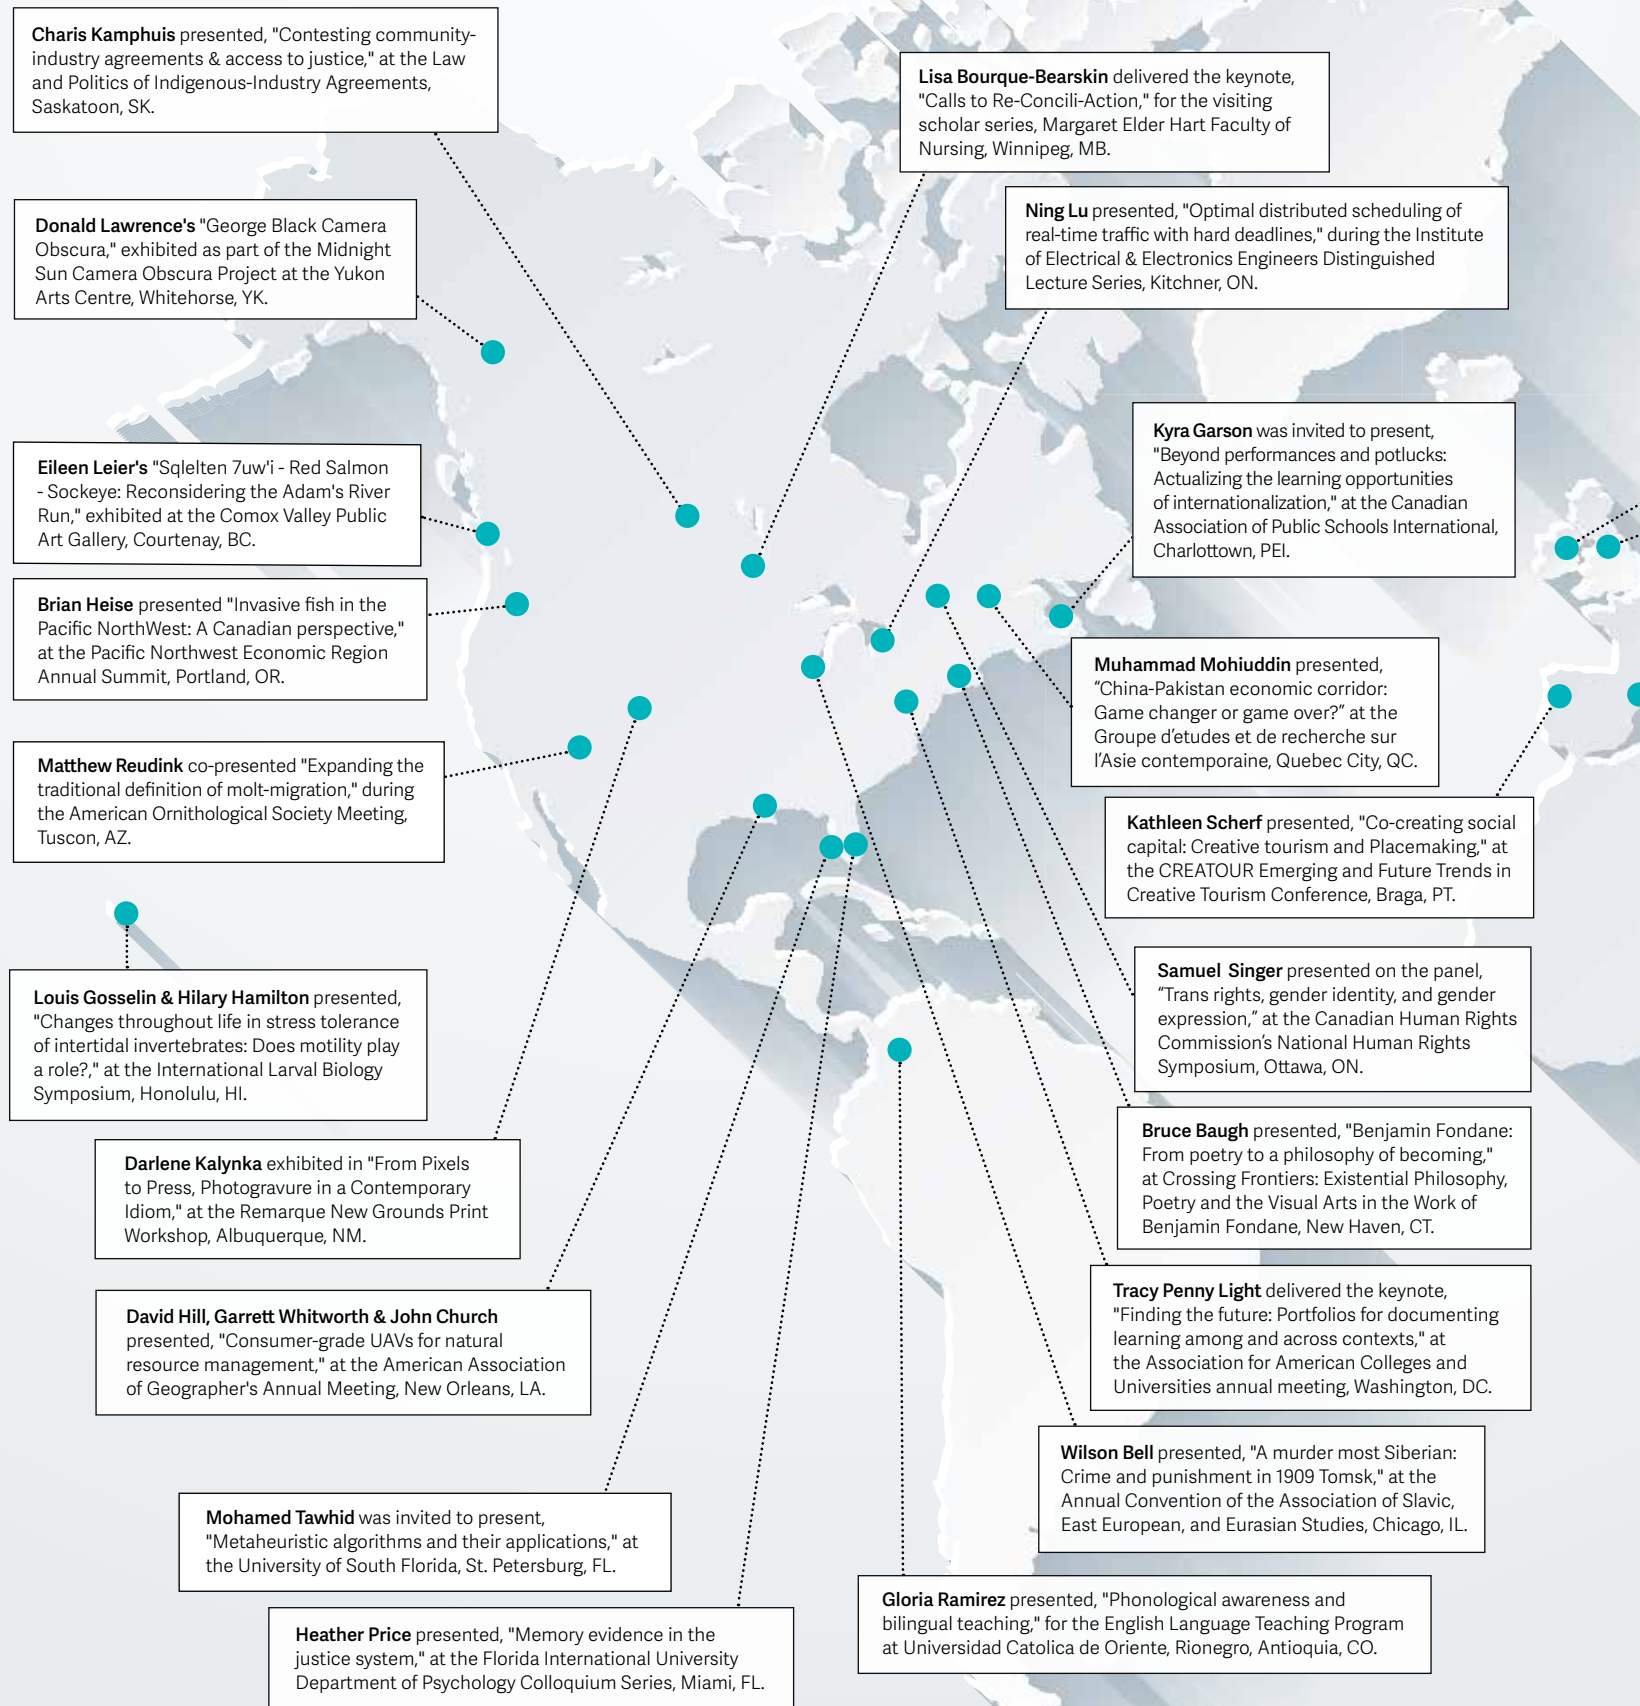 Charis Kamphuis presented, "Contesting community-
industry agreements & access to justice," at the Law
and Politics of Indigenous-Industry Agreements,
Saskatoon, SK.
Lisa Bourque-Bearskin delivered the keynote,
"Calls to Re-Concili-Action," for the visiting
scholar series, Margaret Elder Hart Faculty of
Nursing, Winnipeg, MB.
Donald Lawrence's "George Black Camera
Obscura," exhibited as part of the Midnight
Sun Camera Obscura Project at the Yukon
Arts Centre, Whitehorse, YK.
Ning Lu presented, "Optimal distributed scheduling of
real-time traffic with hard deadlines," during the Institute
of Electrical & Electronics Engineers Distinguished
Lecture Series, Kitchner, ON.
Eileen Leier's "Sqlelten 7uw'i - Red Salmon
- Sockeye: Reconsidering the Adam's River
Run," exhibited at the Comox Valley Public
Art Gallery, Courtenay, BC.
Kyra Garson was invited to present,
"Beyond performances and potlucks:
Actualizing the learning opportunities
of internationalization," at the Canadian
Association of Public Schools International,
Charlottown, PEI.
Brian Heise presented "Invasive fish in the
Pacific NorthWest: A Canadian perspective,"
at the Pacific Northwest Economic Region
Annual Summit, Portland, OR.
Muhammad Mohiuddin presented,
“China-Pakistan economic corridor:
Game changer or game over?” at the
Groupe d’etudes et de recherche sur
l’Asie contemporaine, Quebec City, QC.
Matthew Reudink co-presented "Expanding the
traditional definition of molt-migration," during
the American Ornithological Society Meeting,
Tuscon, AZ.
Kathleen Scherf presented, "Co-creating social
capital: Creative tourism and Placemaking," at
the CREATOUR Emerging and Future Trends in
Creative Tourism Conference, Braga, PT.
Louis Gosselin & Hilary Hamilton presented,
"Changes throughout life in stress tolerance
of intertidal invertebrates: Does motility play
a role?," at the International Larval Biology
Symposium, Honolulu, HI.
Samuel Singer presented on the panel,
“Trans rights, gender identity, and gender
expression,” at the Canadian Human Rights
Commission’s National Human Rights
Symposium, Ottawa, ON.
Darlene Kalynka exhibited in "From Pixels
to Press, Photogravure in a Contemporary
Idiom," at the Remarque New Grounds Print
Workshop, Albuquerque, NM.
Bruce Baugh presented, "Benjamin Fondane:
From poetry to a philosophy of becoming,"
at Crossing Frontiers: Existential Philosophy,
Poetry and the Visual Arts in the Work of
Benjamin Fondane, New Haven, CT.
David Hill, Garrett Whitworth & John Church
presented, "Consumer-grade UAVs for natural
resource management," at the American Association
of Geographer's Annual Meeting, New Orleans, LA.
Tracy Penny Light delivered the keynote,
"Finding the future: Portfolios for documenting
learning among and across contexts," at
the Association for American Colleges and
Universities annual meeting, Washington, DC.
Wilson Bell presented, "A murder most Siberian:
Crime and punishment in 1909 Tomsk," at the
Annual Convention of the Association of Slavic,
East European, and Eurasian Studies, Chicago, IL.
Mohamed Tawhid was invited to present,
"Metaheuristic algorithms and their applications," at
the University of South Florida, St. Petersburg, FL.
Gloria Ramirez presented, "Phonological awareness and
bilingual teaching," for the English Language Teaching Program
at Universidad Catolica de Oriente, Rionegro, Antioquia, CO.
Heather Price presented, "Memory evidence in the
justice system," at the Florida International University
Department of Psychology Colloquium Series, Miami, FL.